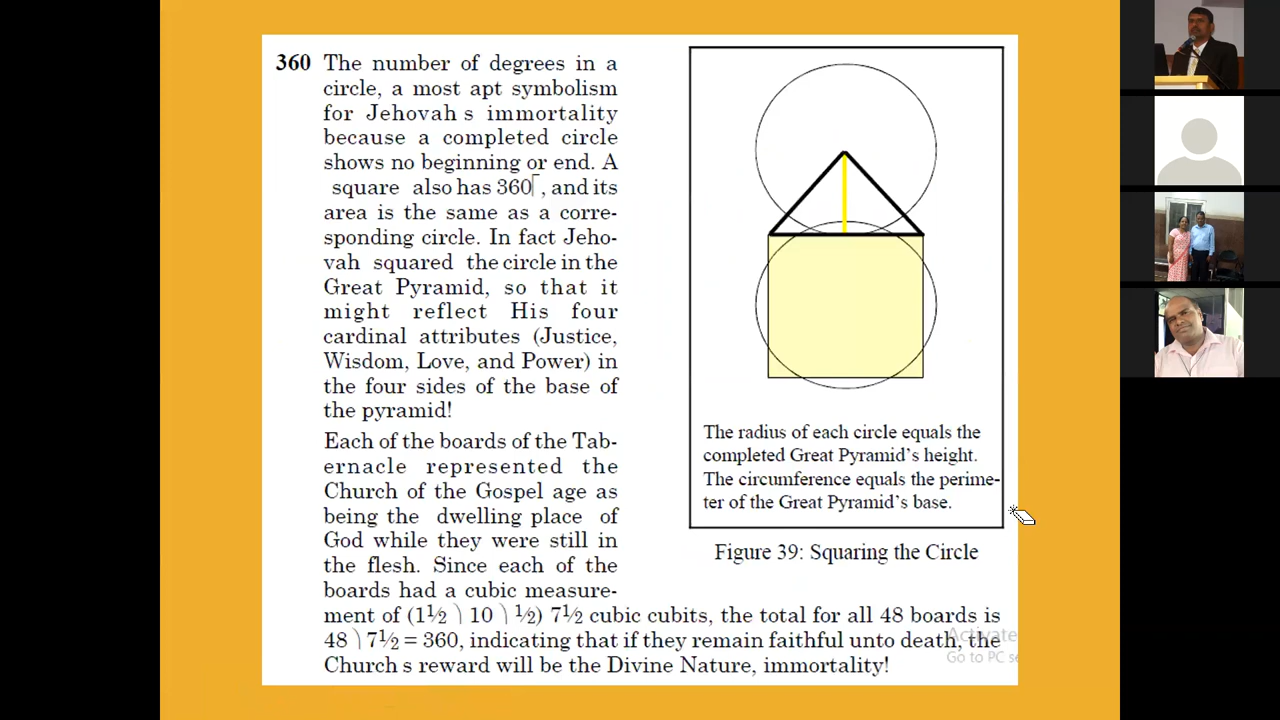 360 The number of degrees in a
circle, a most apt symbolism
for Jehovah s immortality
because a completed circle
shows no beginning or end. A
square also has 360⌈, and its
area is the same as a corre-
sponding circle. In fact Jeho-
vah squared the circle in the
Great Pyramid, so that it
might reflect His four
cardinal attributes (Justice,
Wisdom, Love, and Power) in
the four sides of the base of
the pyramid!
Each of the boards of the Tab-
ernacle represented the
Church of the Gospel age as
being the dwelling place of
God while they were still in
the flesh. Since each of the
boards had a cubic measure-
ment of (1½ ⟯ 10 ⟯ ½) 7½ cubic cubits, the total for all 48 boards is
48 ⟯ 7½ = 360, indicating that if they remain faithful unto death, the
Church s reward will be the Divine Nature, immortality!
The radius of each circle equals the
completed Great Pyramid's height.
The circumference equals the perime-
ter of the Great Pyramid's base.
Figure 39: Squaring the Circle
Activate
Go to PC se